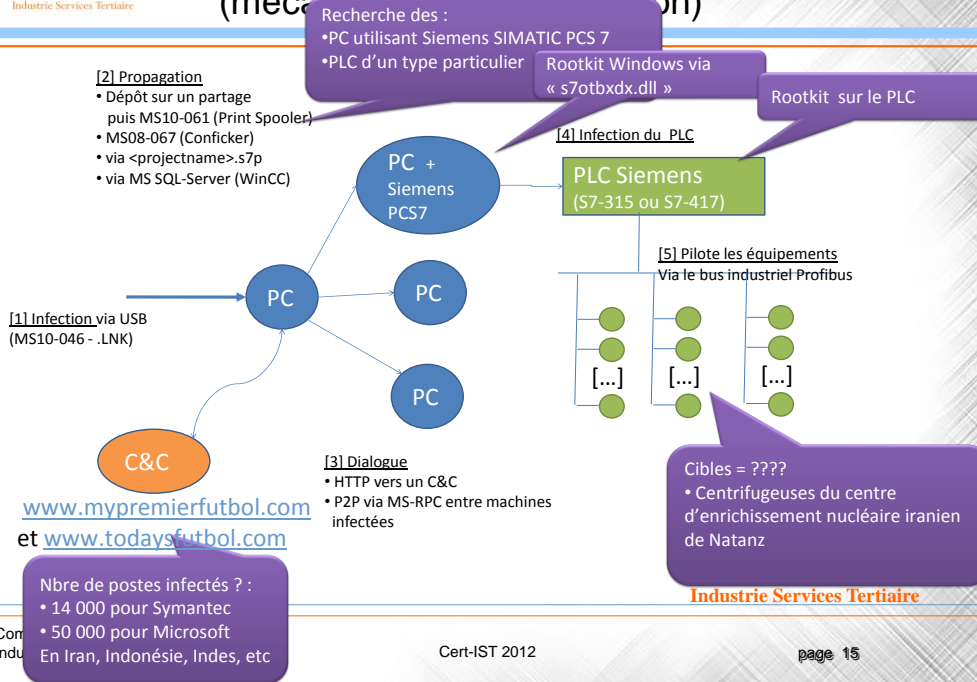 Industrie Services Tertiaire
Recherche des :
•PC utilisant Siemens SIMATIC PCS 7
•PLC d'un type particulier
Rootkit Windows via
« s7otbxdx.dll »
Rootkit sur le PLC
[2] Propagation
• Dépôt sur un partage
puis MS10-061 (Print Spooler)
• MS08-067 (Conficker)
• via <projectname>.s7p
• via MS SQL-Server (WinCC)
[4] Infection du PLC
PC +
Siemens
PCS7
PLC Siemens
(S7-315 ou S7-417)
[5] Pilote les équipements
Via le bus industriel Profibus
[1] Infection via USB
(MS10-046 - .LNK)
PC
PC
PC
[...]
[...]
[...]
C&C
www.mypremierfutbol.com
et www.todaysfutbol.com
[3] Dialogue
• HTTP vers un C&C
• P2P via MS-RPC entre machines
infectées
Cibles = ????
• Centrifugeuses du centre
d'enrichissement nucléaire iranien
de Natanz
Nbre de postes infectés ? :
• 14 000 pour Symantec
• 50 000 pour Microsoft
En Iran, Indonésie, Indes, etc
Industrie Services Tertiaire
Cert-IST 2012
page 15